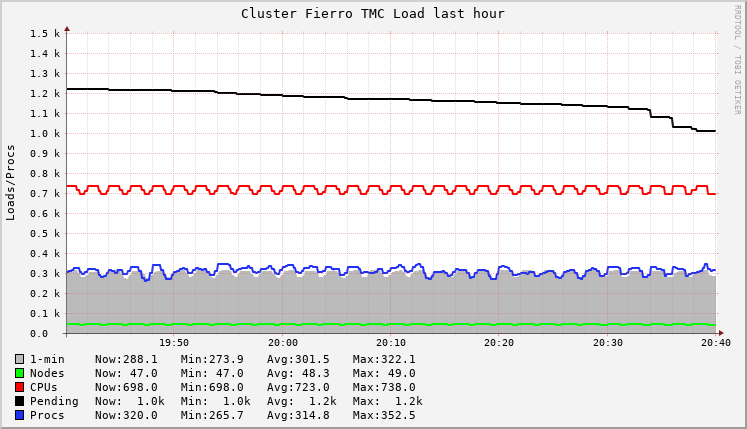 Cluster Fierro TMC Load last hour
RRDTOOL / TOBI OETIKER
Loads/Procs
1.5 k
1.4 k
1.3 k
1.2 k
1.1 k
1.0 k
0.9 k
0.8 k
0.7 k
0.6 k
0.5 k
0.4 k
0.3 k
0.2 k
0.1 k
0.0
19:50 20:00 20:10 20:20 20:30 20:40
1-min Now:288.1 Min:273.9 Avg:301.5 Max:322.1
Nodes Now: 47.0 Min: 47.0 Avg: 48.3 Max: 49.0
CPUs Now:698.0 Min:698.0 Avg:723.0 Max:738.0
Pending Now: 1.0k Min: 1.0k Avg: 1.2k Max: 1.2k
Procs Now:320.0 Min:265.7 Avg:314.8 Max:352.5